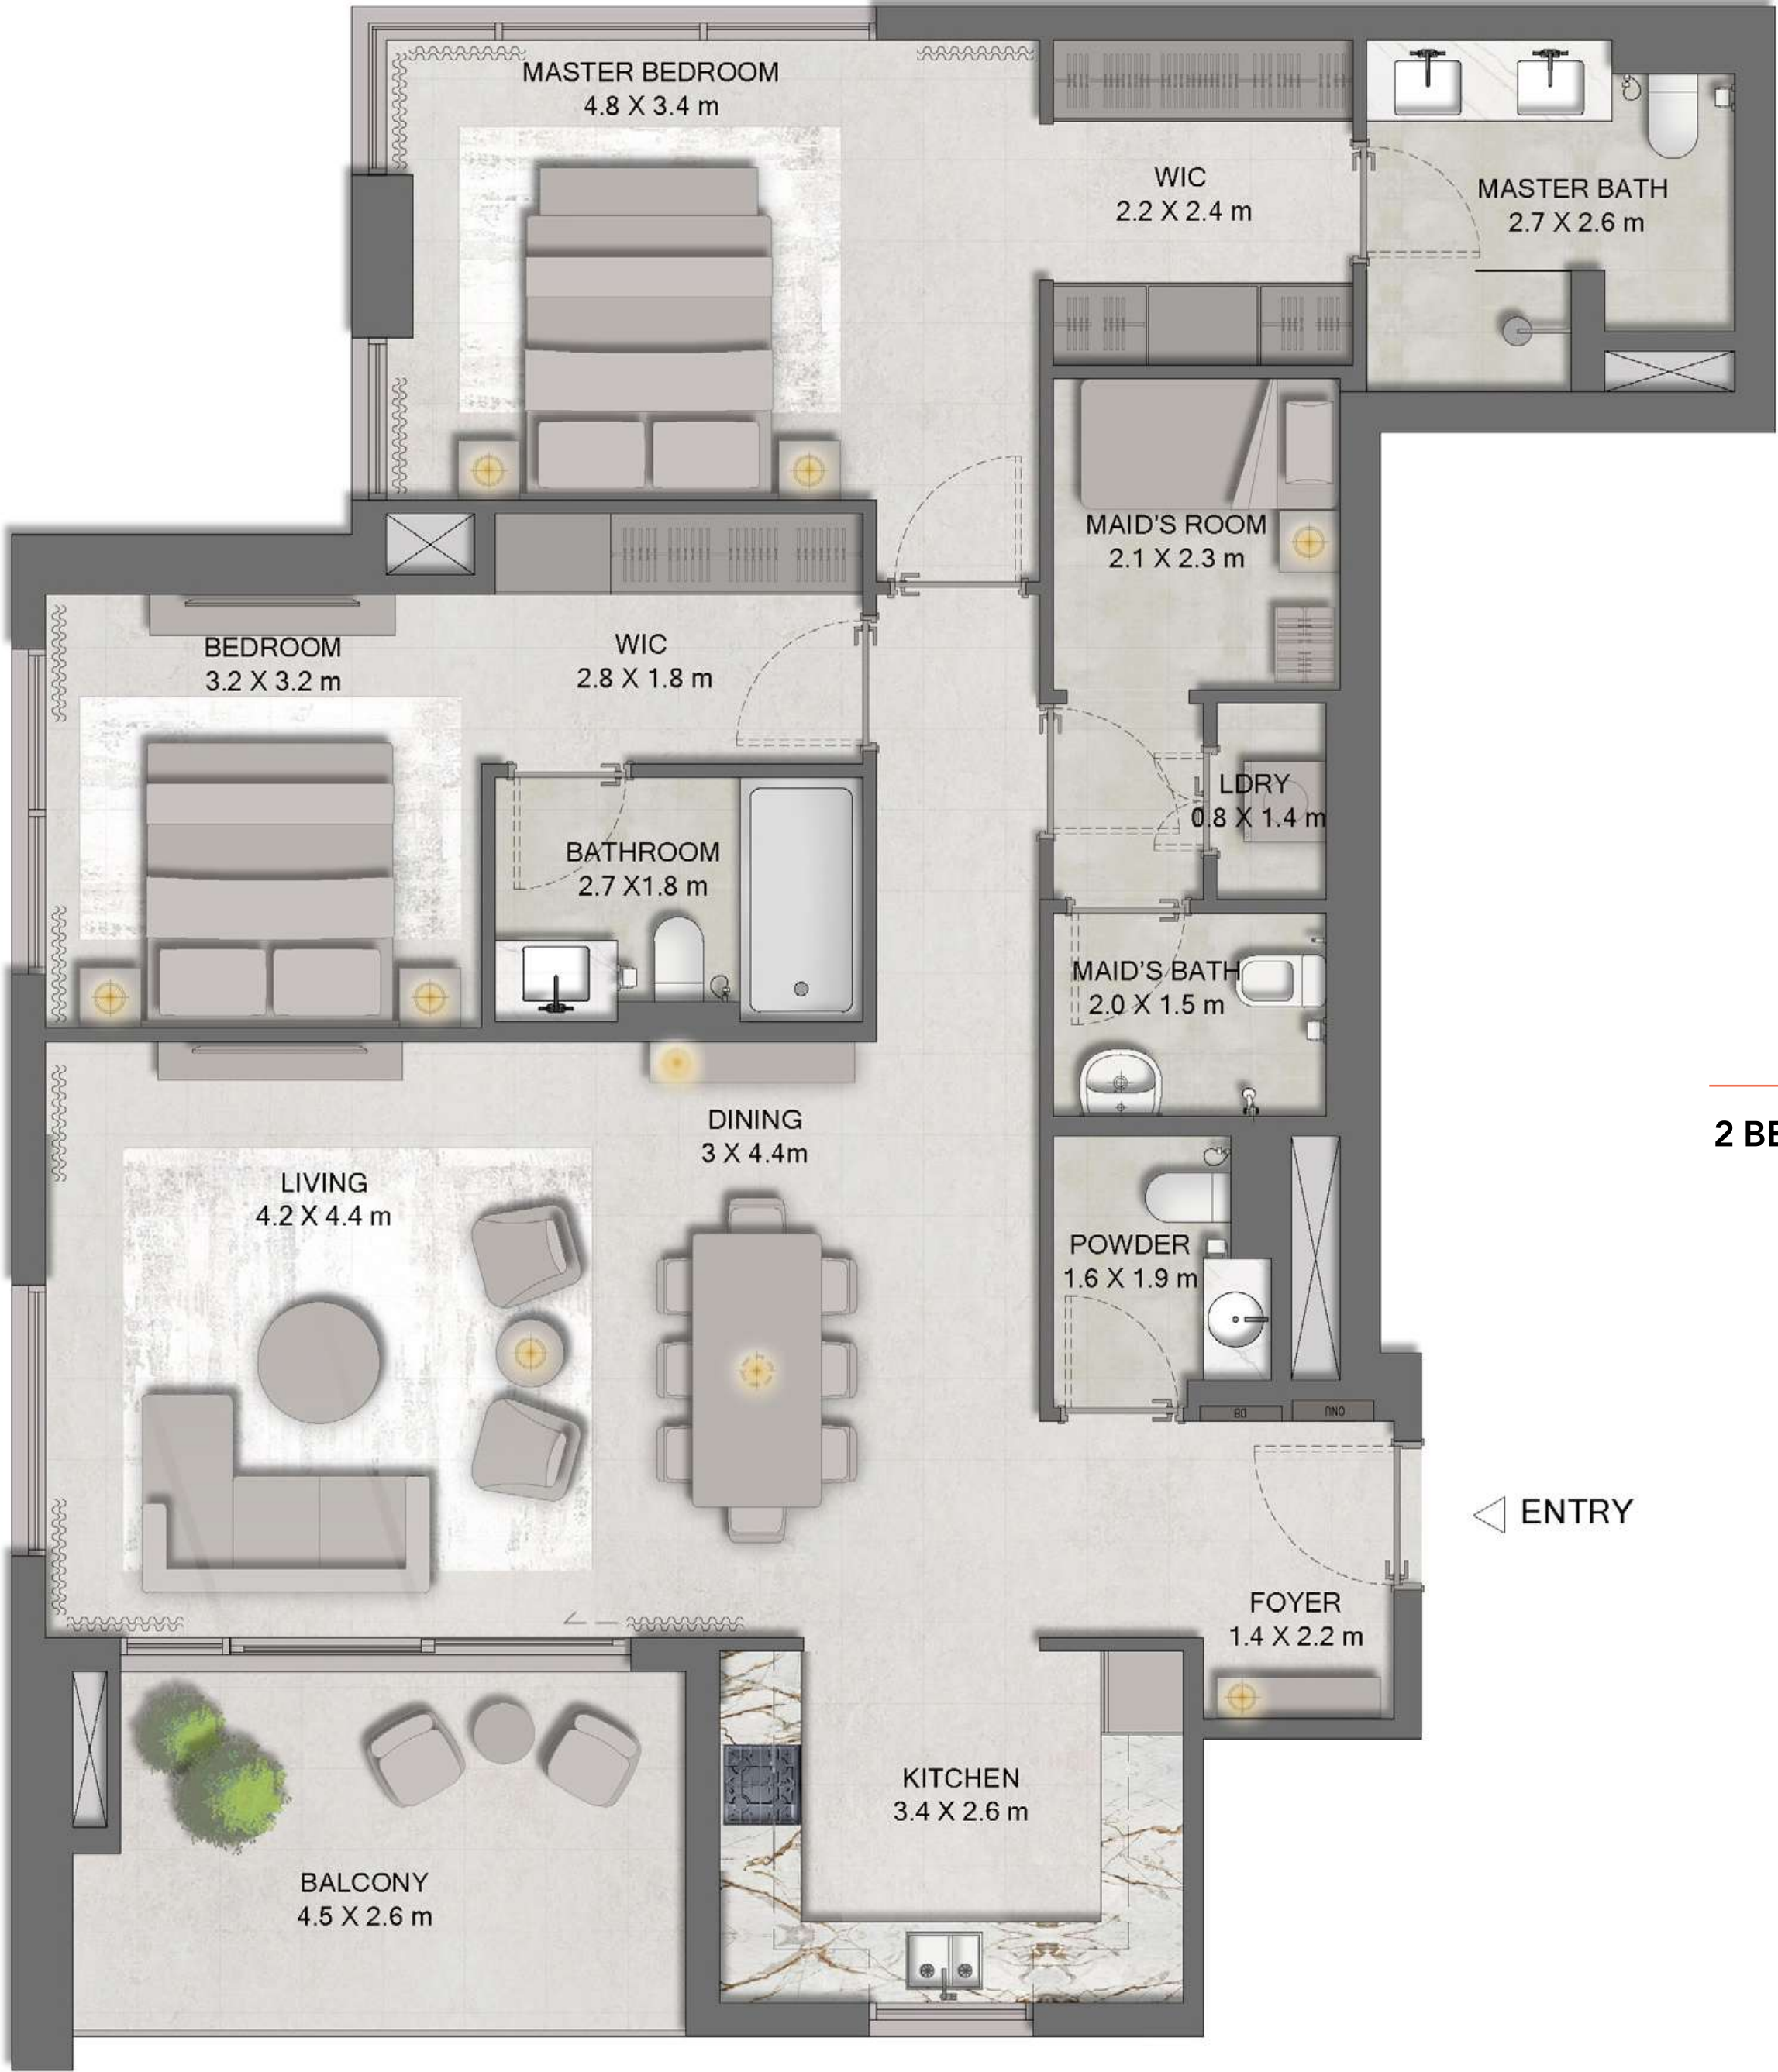 MASTER BEDROOM
4.8 X 3.4 m
WIC
2.2 X 2.4 m
MASTER BATH
2.7 X 2.6 m
MAID'S ROOM
2.1 X 2.3 m
BEDROOM
3.2 X 3.2 m
WIC
2.8 X 1.8 m
LDRY
0.8 X 1.4 m
BATHROOM
2.7 X1.8 m
MAID'S BATH
2.0 X 1.5 m
DINING
3 X 4.4m
2 BE
LIVING
4.2 X 4.4 m
POWDER
1.6 X 1.9 m
DB
ONU
ENTRY
FOYER
1.4 X 2.2 m
KITCHEN
3.4 X 2.6 m
BALCONY
4.5 X 2.6 m